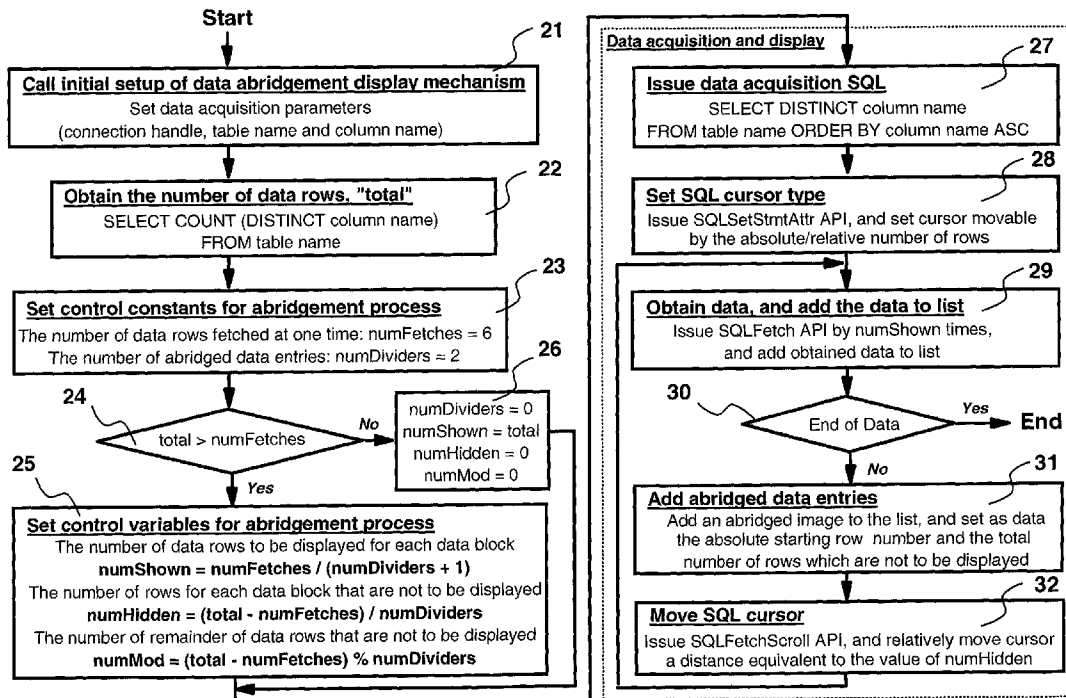 Start
21
Call initial setup of data abridgement display mechanism
Set data acquisition parameters
(connection handle, table name and column name)
22
Obtain the number of data rows, "total"
SELECT COUNT (DISTINCT column name)
FROM table name
23
Set control constants for abridgement process
The number of data rows fetched at one time: numFetches = 6
The number of abridged data entries: numDividers = 2
24
total > numFetches
No
Yes
26
numDividers = 0
numShown = total
numHidden = 0
numMod = 0
25
Set control variables for abridgement process
The number of data rows to be displayed for each data block
numShown = numFetches / (numDividers + 1)
The number of rows for each data block that are not to be displayed
numHidden = (total - numFetches) / numDividers
The number of remainder of data rows that are not to be displayed
numMod = (total - numFetches) % numDividers
Data acquisition and display
27
Issue data acquisition SQL
SELECT DISTINCT column name
FROM table name ORDER BY column name ASC
28
Set SQL cursor type
Issue SQLSetStmtAttr API, and set cursor movable
by the absolute/relative number of rows
29
Obtain data, and add the data to list
Issue SQLFetch API by numShown times,
and add obtained data to list
30
End of Data
Yes
End
No
31
Add abridged data entries
Add an abridged image to the list, and set as data
the absolute starting row number and the total
number of rows which are not to be displayed
32
Move SQL cursor
Issue SQLFetchScroll API, and relatively move cursor
a distance equivalent to the value of numHidden